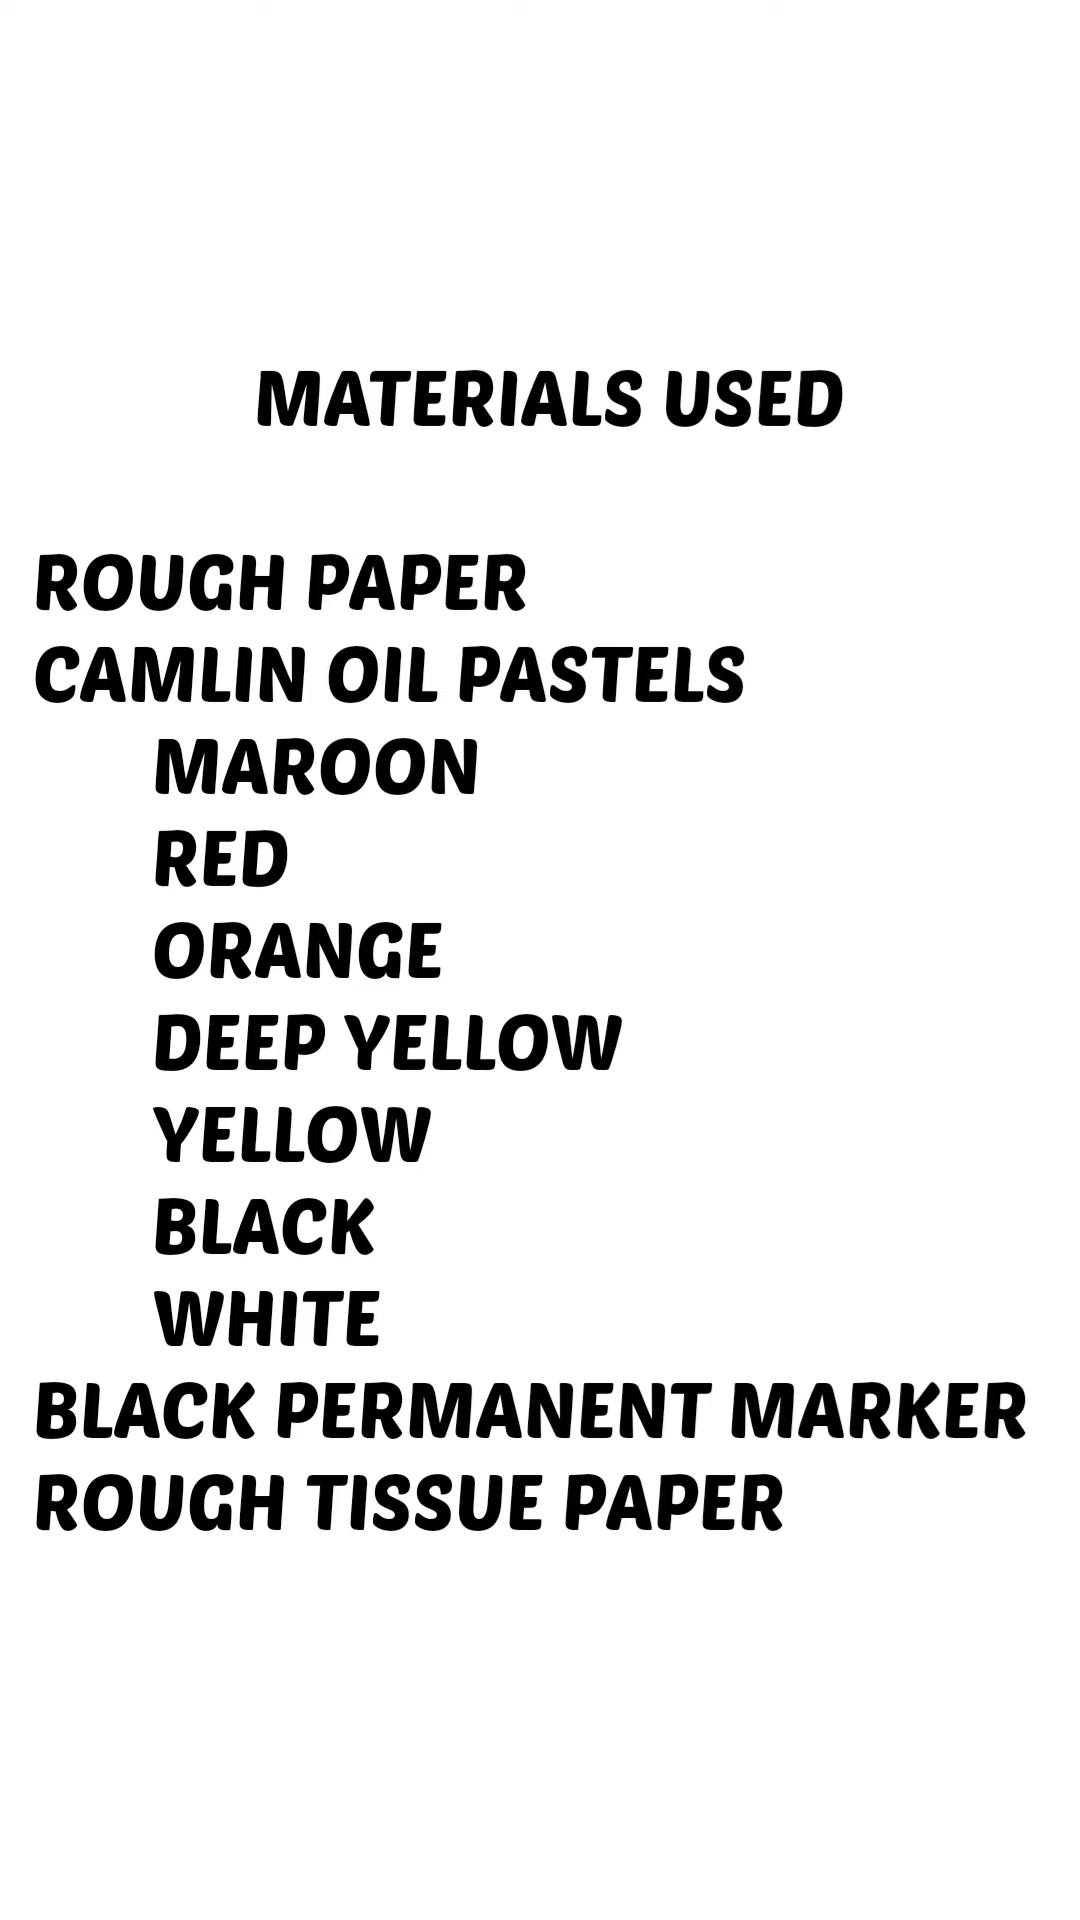 MATERIALS USED
ROUGH PAPER
CAMLIN OIL PASTELS
MAROON
RED
ORANGE
DEEP YELLOW
YELLOW
BLACK
WHITE
BLACK PERMANENT MARKER
ROUGH TISSUE PAPER